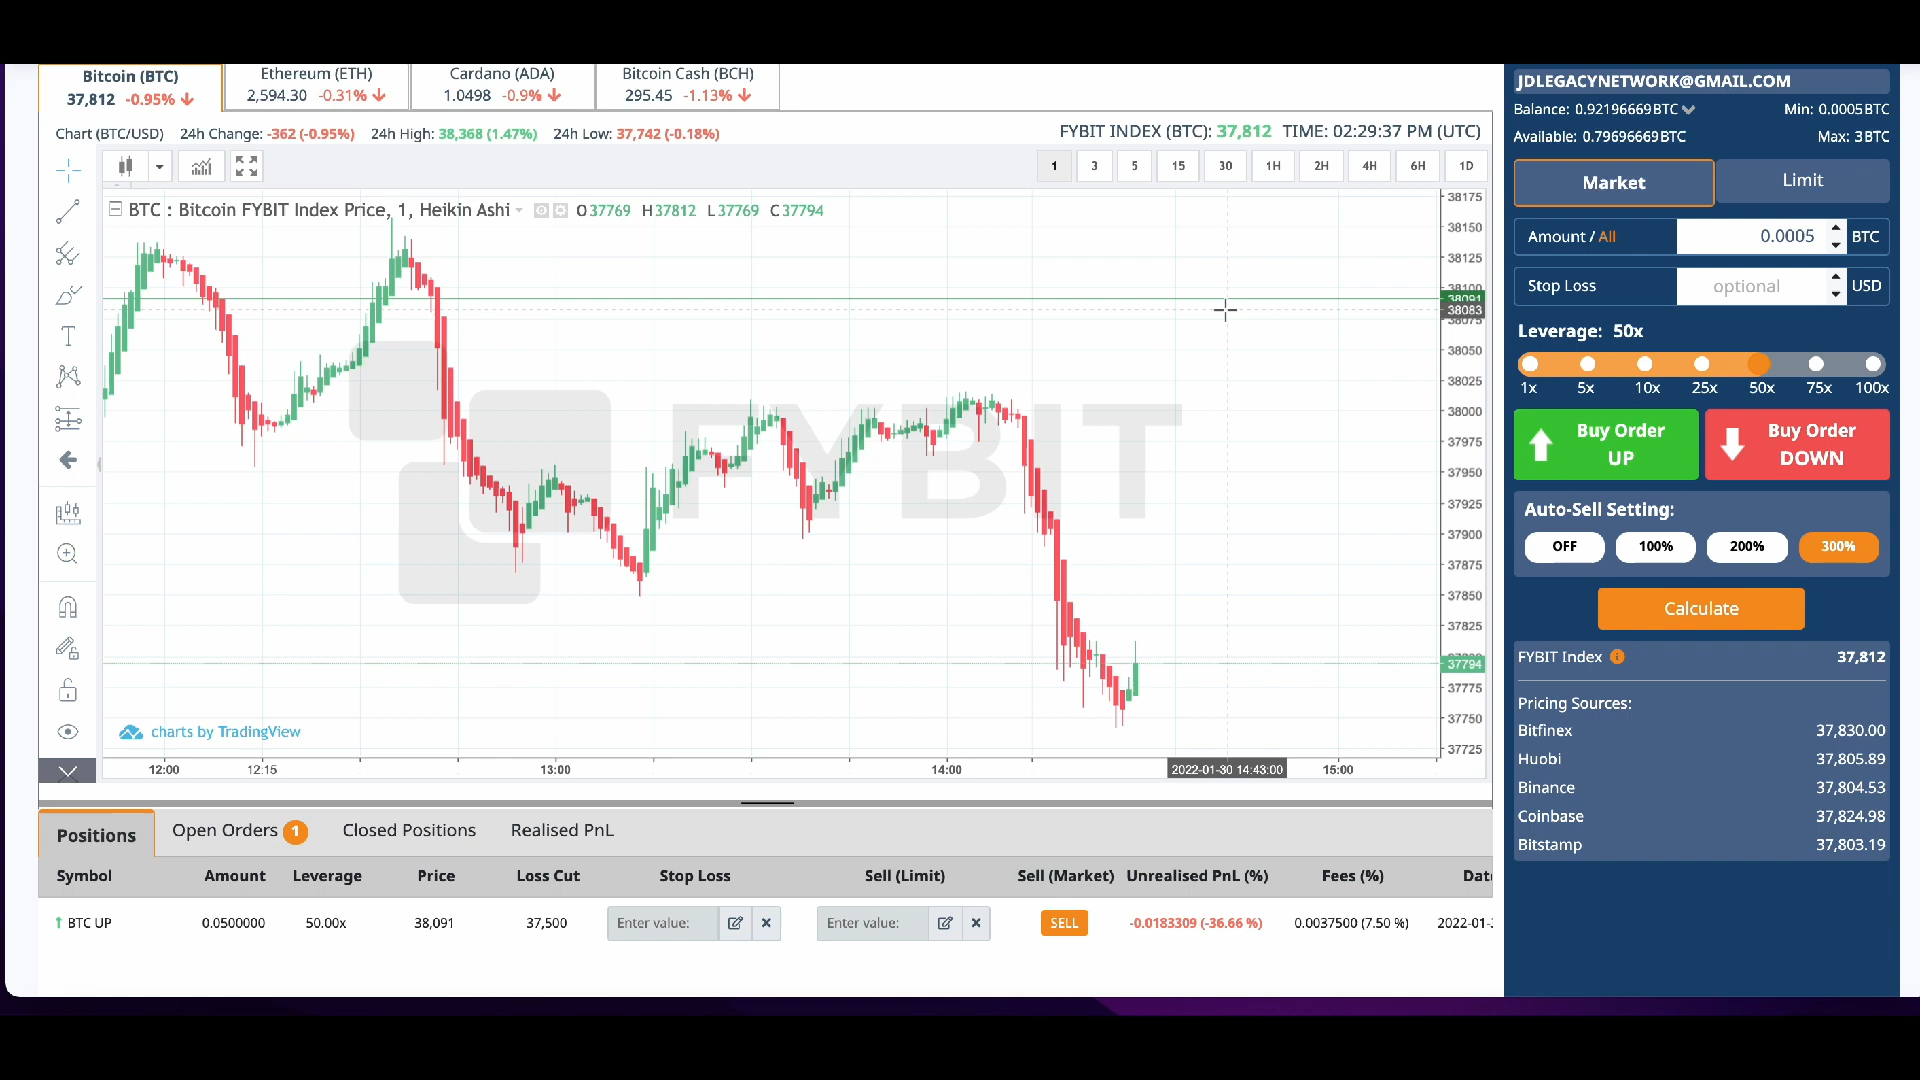 Bitcoin (BTC) Ethereum (ETH) Cardano (ADA) Bitcoin Cash (BCH)
37,812 -0.95% 2,594.30 -0.31% 1.0498 -0.9% 295.45 -1.13%
Chart (BTC/USD) 24h Change: -362 (-0.95%) 24h High: 38,368 (1.47%) 24h Low: 37,742 (-0.18%) FYBIT INDEX (BTC): 37,812 TIME: 02:29:37 PM (UTC)
1 3 5 15 30 1H 2H 4H 6H 1D
BTC : Bitcoin FYBIT Index Price, 1, Heikin Ashi O37769 H37812 L37769 C37794
FYBIT
38175
38150
38125
38100
38091
38083
38075
38050
38025
38000
37975
37950
37925
37900
37875
37850
37825
37794
37775
37750
37725
charts by TradingView
12:00 12:15 13:00 14:00 2022-01-30 14:43:00 15:00
Positions Open Orders 1 Closed Positions Realised PnL
Symbol Amount Leverage Price Loss Cut Stop Loss Sell (Limit) Sell (Market) Unrealised PnL (%) Fees (%)
BTC UP 0.0500000 50.00x 38,091 37,500 Enter value: Enter value: SELL -0.0183309 (-36.66 %) 0.0037500 (7.50 %) 2022-01-
JDLEGACYNETWORK@GMAIL.COM
Balance: 0.92196669BTC Min: 0.0005BTC
Available: 0.79696669BTC Max: 3BTC
Market Limit
Amount / All 0.0005 BTC
Stop Loss optional USD
Leverage: 50x
1x 5x 10x 25x 50x 75x 100x
Buy Order UP
Buy Order DOWN
Auto-Sell Setting:
OFF 100% 200% 300%
Calculate
FYBIT Index 37,812
Pricing Sources:
Bitfinex 37,830.00
Huobi 37,805.89
Binance 37,804.53
Coinbase 37,824.98
Bitstamp 37,803.19